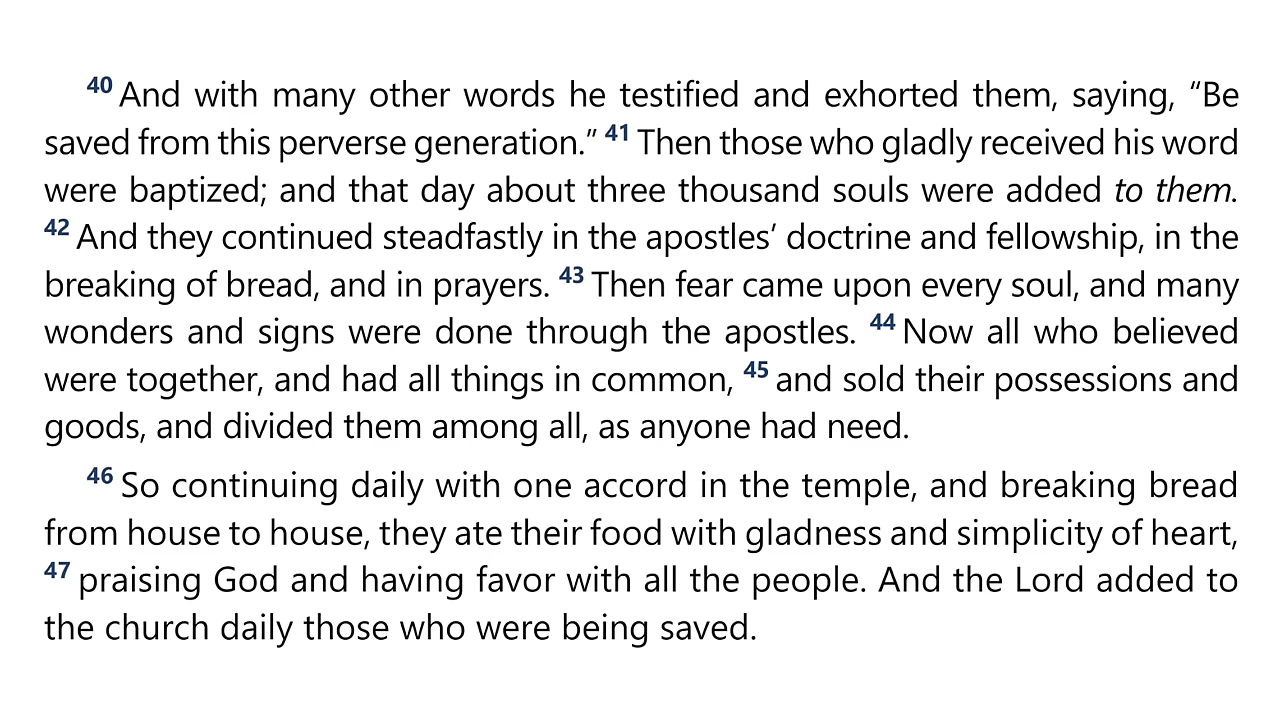 40 And with many other words he testified and exhorted them, saying, “Be
saved from this perverse generation.” 41 Then those who gladly received his word
were baptized; and that day about three thousand souls were added to them.
42 And they continued steadfastly in the apostles’ doctrine and fellowship, in the
breaking of bread, and in prayers. 43 Then fear came upon every soul, and many
wonders and signs were done through the apostles. 44 Now all who believed
were together, and had all things in common, 45 and sold their possessions and
goods, and divided them among all, as anyone had need.
46 So continuing daily with one accord in the temple, and breaking bread
from house to house, they ate their food with gladness and simplicity of heart,
47 praising God and having favor with all the people. And the Lord added to
the church daily those who were being saved.